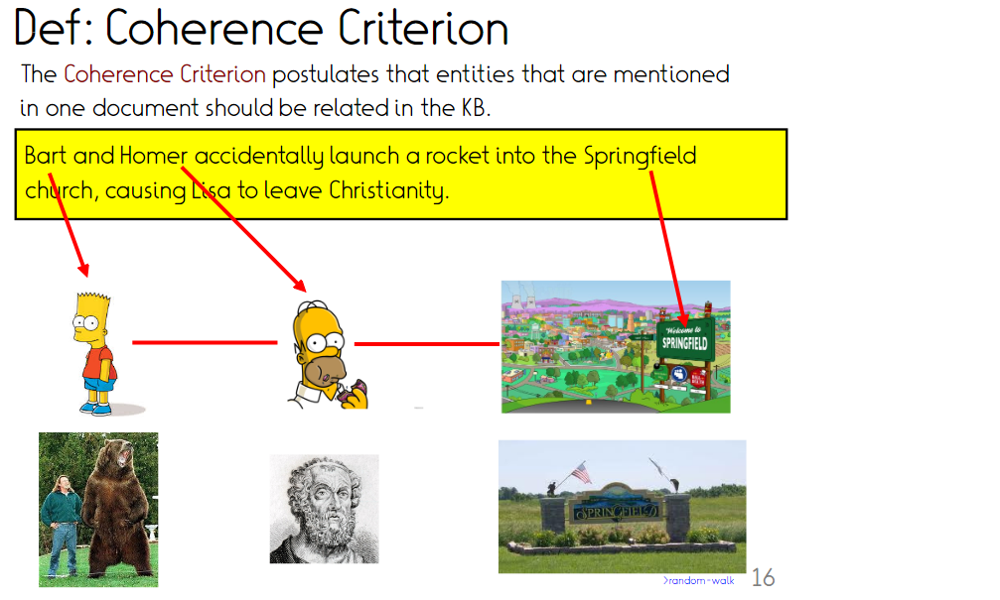 Def: Coherence Criterion
The Coherence Criterion postulates that entities that are mentioned
in one document should be related in the KB.
Bart and Homer accidentally launch a rocket into the Springfield
church, causing Lisa to leave Christianity.
Welcome to
SPRINGFIELD
SPRINGFIELD
>random-walk
16